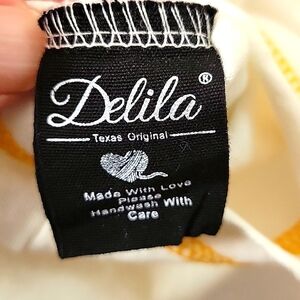 Delila®
Texas Original
Made With Love
Please
Handwash With
Care